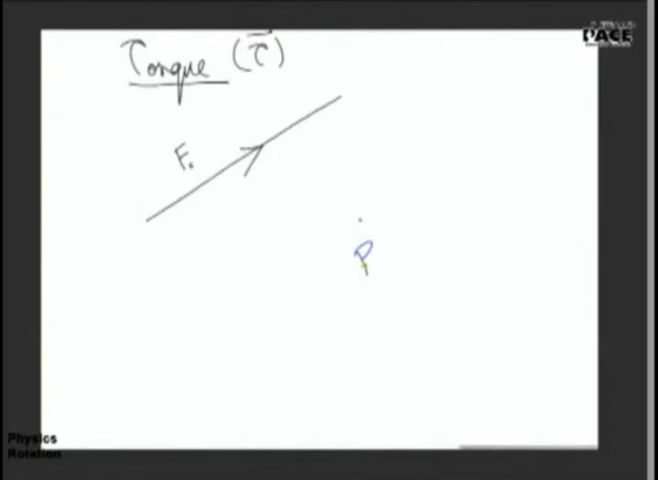 Torque (τ⃗)
PACE
F.
P
Physics
Rotation